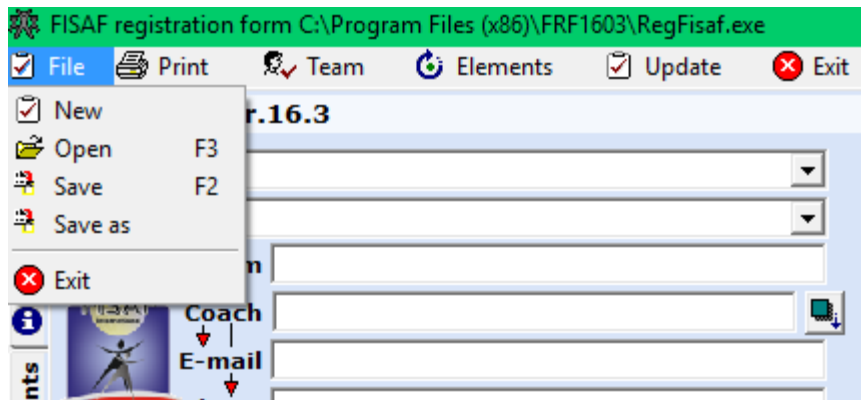 FISAF registration form C:\Program Files (x86)\FRF1603\RegFisaf.exe
File Print Team Elements Update Exit
New
r.16.3
Open F3
Save F2
Save as
Exit
Coach
E-mail
nts